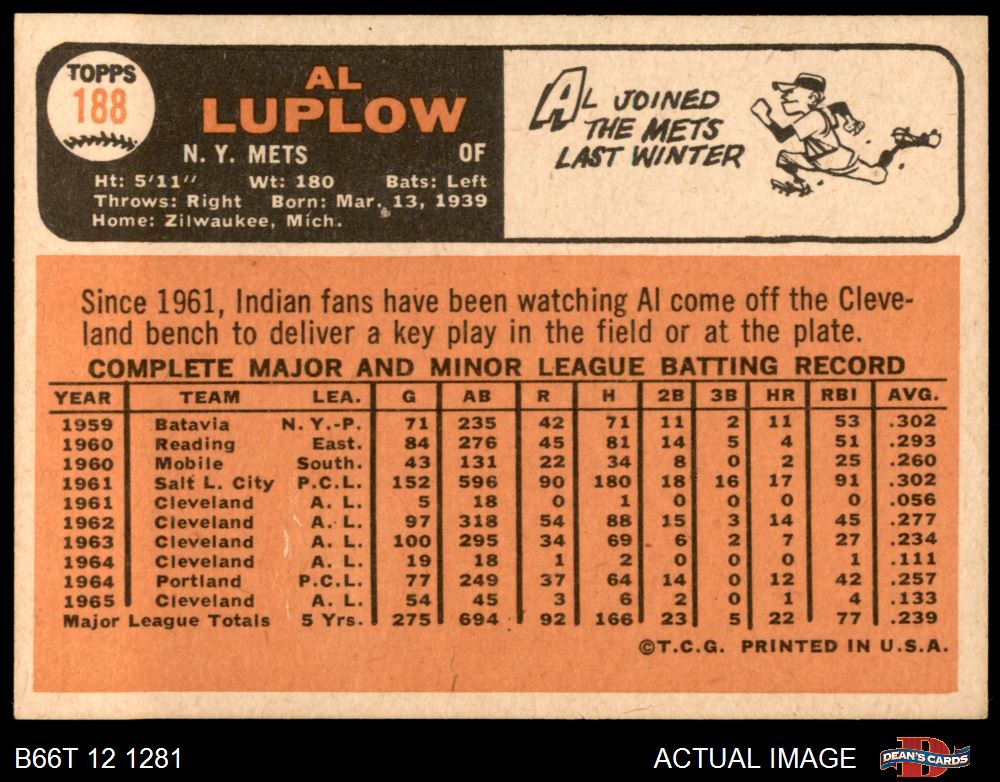 TOPPS
188
AL
LUPLOW
N. Y. METS OF
Ht: 5'11" Wt: 180 Bats: Left
Throws: Right Born: Mar. 13, 1939
Home: Zilwaukee, Mich.
AL JOINED
THE METS
LAST WINTER
Since 1961, Indian fans have been watching Al come off the Cleve-
land bench to deliver a key play in the field or at the plate.
COMPLETE MAJOR AND MINOR LEAGUE BATTING RECORD
YEAR TEAM LEA. G AB R H 2B 3B HR RBI AVG.
1959 Batavia N. Y.-P. 71 235 42 71 11 2 11 53 .302
1960 Reading East. 84 276 45 81 14 5 4 51 .293
1960 Mobile South. 43 131 22 34 8 0 2 25 .260
1961 Salt L. City P.C.L. 152 596 90 180 18 16 17 91 .302
1961 Cleveland A. L. 5 18 0 1 0 0 0 0 .056
1962 Cleveland A. L. 97 318 54 88 15 3 14 45 .277
1963 Cleveland A. L. 100 295 34 69 6 2 7 27 .234
1964 Cleveland A. L. 19 18 1 2 0 0 0 1 .111
1964 Portland P.C.L. 77 249 37 64 14 0 12 42 .257
1965 Cleveland A. L. 54 45 3 6 2 0 1 4 .133
Major League Totals 5 Yrs. 275 694 92 166 23 5 22 77 .239
©T.C.G. PRINTED IN U.S.A.
B66T 12 1281 ACTUAL IMAGE
DEAN'S CARDS